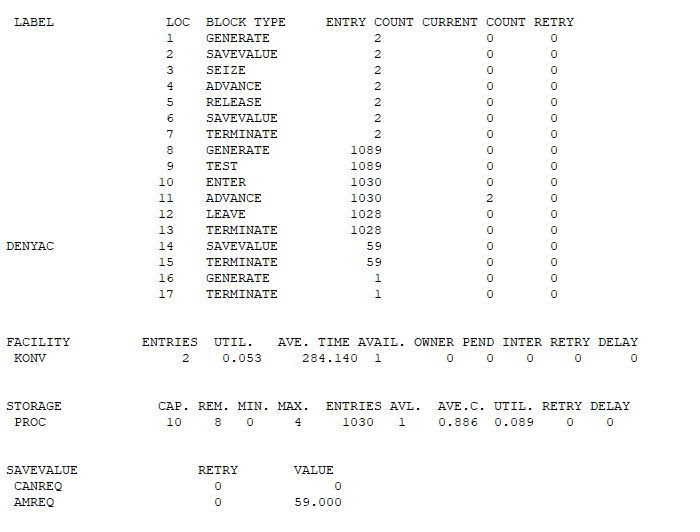 LABEL LOC BLOCK TYPE ENTRY COUNT CURRENT COUNT RETRY
1 GENERATE 2 0 0
2 SAVEVALUE 2 0 0
3 SEIZE 2 0 0
4 ADVANCE 2 0 0
5 RELEASE 2 0 0
6 SAVEVALUE 2 0 0
7 TERMINATE 2 0 0
8 GENERATE 1089 0 0
9 TEST 1089 0 0
10 ENTER 1030 0 0
11 ADVANCE 1030 2 0
12 LEAVE 1028 0 0
13 TERMINATE 1028 0 0
DENYAC 14 SAVEVALUE 59 0 0
15 TERMINATE 59 0 0
16 GENERATE 1 0 0
17 TERMINATE 1 0 0
FACILITY ENTRIES UTIL. AVE. TIME AVAIL. OWNER PEND INTER RETRY DELAY
KONV 2 0.053 284.140 1 0 0 0 0 0
STORAGE CAP. REM. MIN. MAX. ENTRIES AVL. AVE.C. UTIL. RETRY DELAY
PROC 10 8 0 4 1030 1 0.886 0.089 0 0
SAVEVALUE RETRY VALUE
CANREQ 0 0
AMREQ 0 59.000